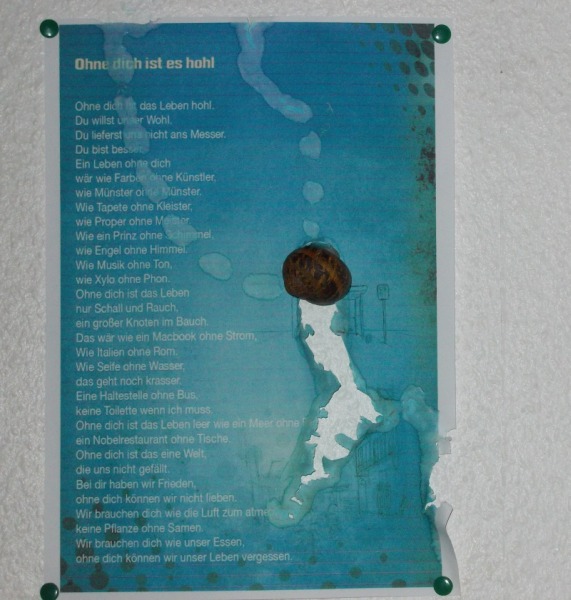 Ohne dich ist es hohl
Ohne dich ist das Leben hohl.
Du willst unser Wohl.
Du lieferst uns nicht ans Messer.
Du bist besser.
Ein Leben ohne dich
wär wie Farben ohne Künstler,
wie Münster ohne Münster.
Wie Tapete ohne Kleister,
wie Proper ohne Meister.
Wie ein Prinz ohne Schimmel,
wie Engel ohne Himmel.
Wie Musik ohne Ton,
wie Xylo ohne Phon.
Ohne dich ist das Leben
nur Schall und Rauch,
ein großer Knoten im Bauch.
Das wär wie ein Macbook ohne Strom,
Wie Italien ohne Rom.
Wie Seife ohne Wasser,
das geht noch krasser.
Eine Haltestelle ohne Bus,
keine Toilette wenn ich muss.
Ohne dich ist das Leben leer wie ein Meer ohne
ein Nobelrestaurant ohne Tische.
Ohne dich ist das eine Welt,
die uns nicht gefällt.
Bei dir haben wir Frieden,
ohne dich können wir nicht lieben.
Wir brauchen dich wie die Luft zum
keine Pflanze ohne Samen.
Wir brauchen dich wie unser Essen,
ohne dich können wir unser Leben vergessen.